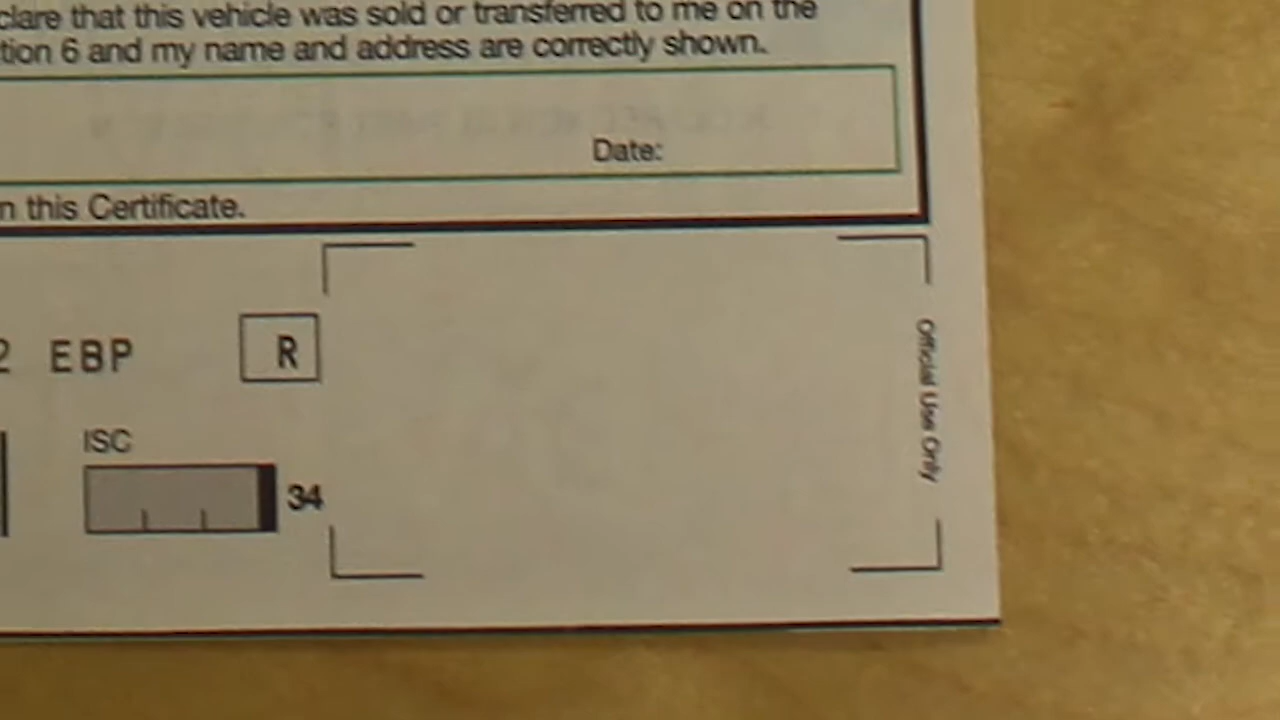 clare that this vehicle was sold or transferred to me on the
tion 6 and my name and address are correctly shown.
Date:
n this Certificate.
2 EBP R
Official Use Only
ISC
34